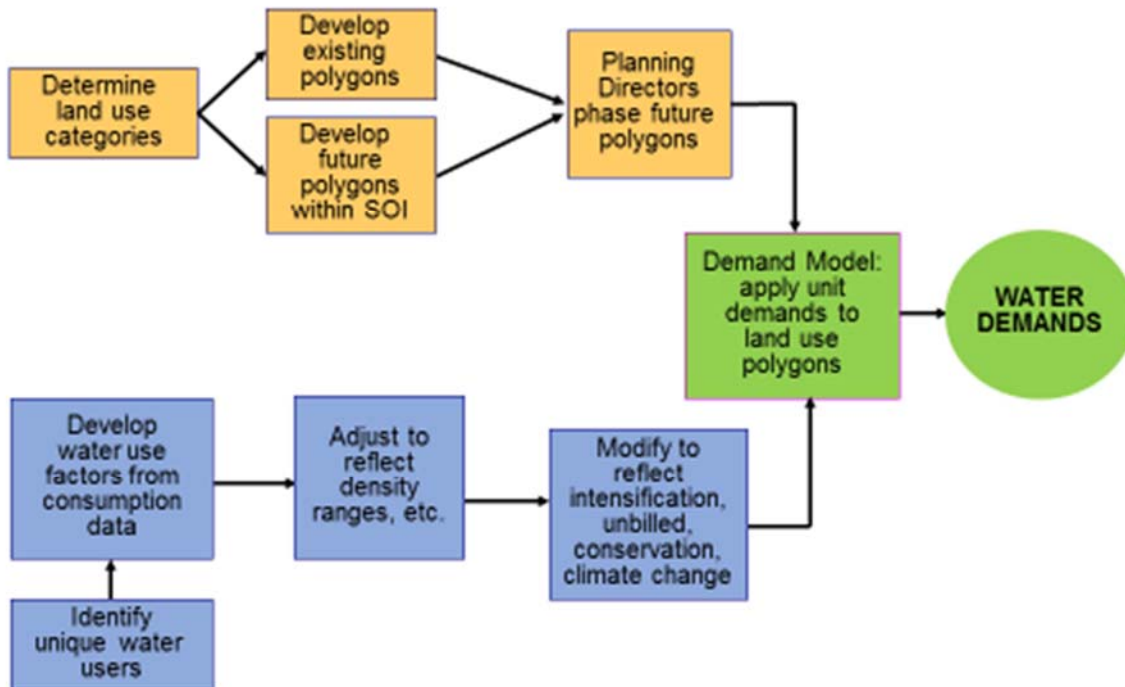 Determine
land use
categories
Develop
existing
polygons
Develop
future
polygons
within SOI
Planning
Directors
phase future
polygons
Demand Model:
apply unit
demands to
land use
polygons
WATER
DEMANDS
Develop
water use
factors from
consumption
data
Adjust to
reflect
density
ranges, etc.
Modify to
reflect
intensification,
unbilled,
conservation,
climate change
Identify
unique water
users